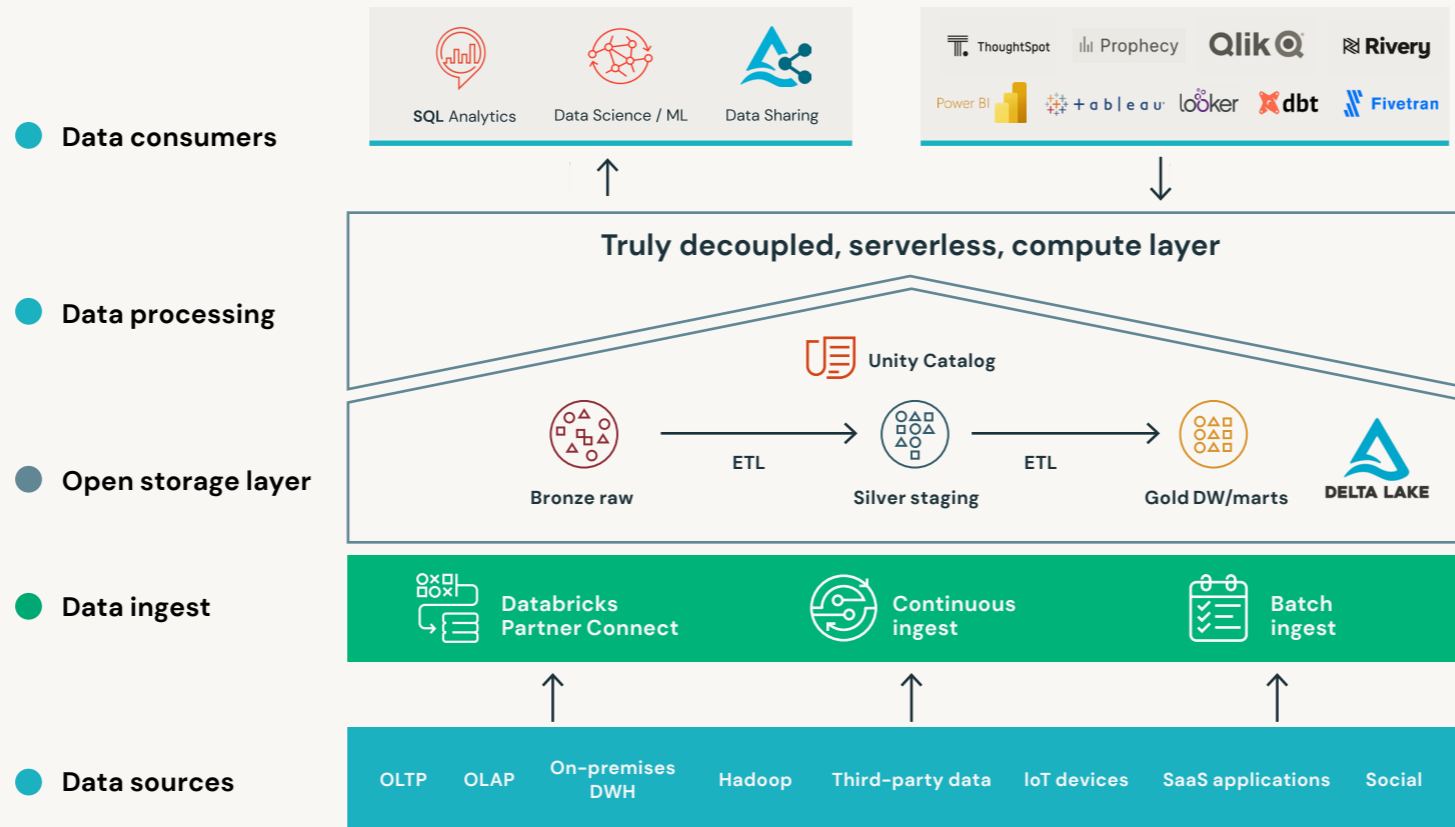 Data consumers
SQL Analytics
Data Science / ML
Data Sharing
ThoughtSpot
Prophecy
Qlik
Rivery
Power BI
+ableau
looker
dbt
Fivetran
Data processing
Truly decoupled, serverless, compute layer
Unity Catalog
Open storage layer
Bronze raw
ETL
Silver staging
ETL
Gold DW/marts
DELTA LAKE
Data ingest
Databricks
Partner Connect
Continuous
ingest
Batch
ingest
Data sources
OLTP
OLAP
On-premises
DWH
Hadoop
Third-party data
IoT devices
SaaS applications
Social